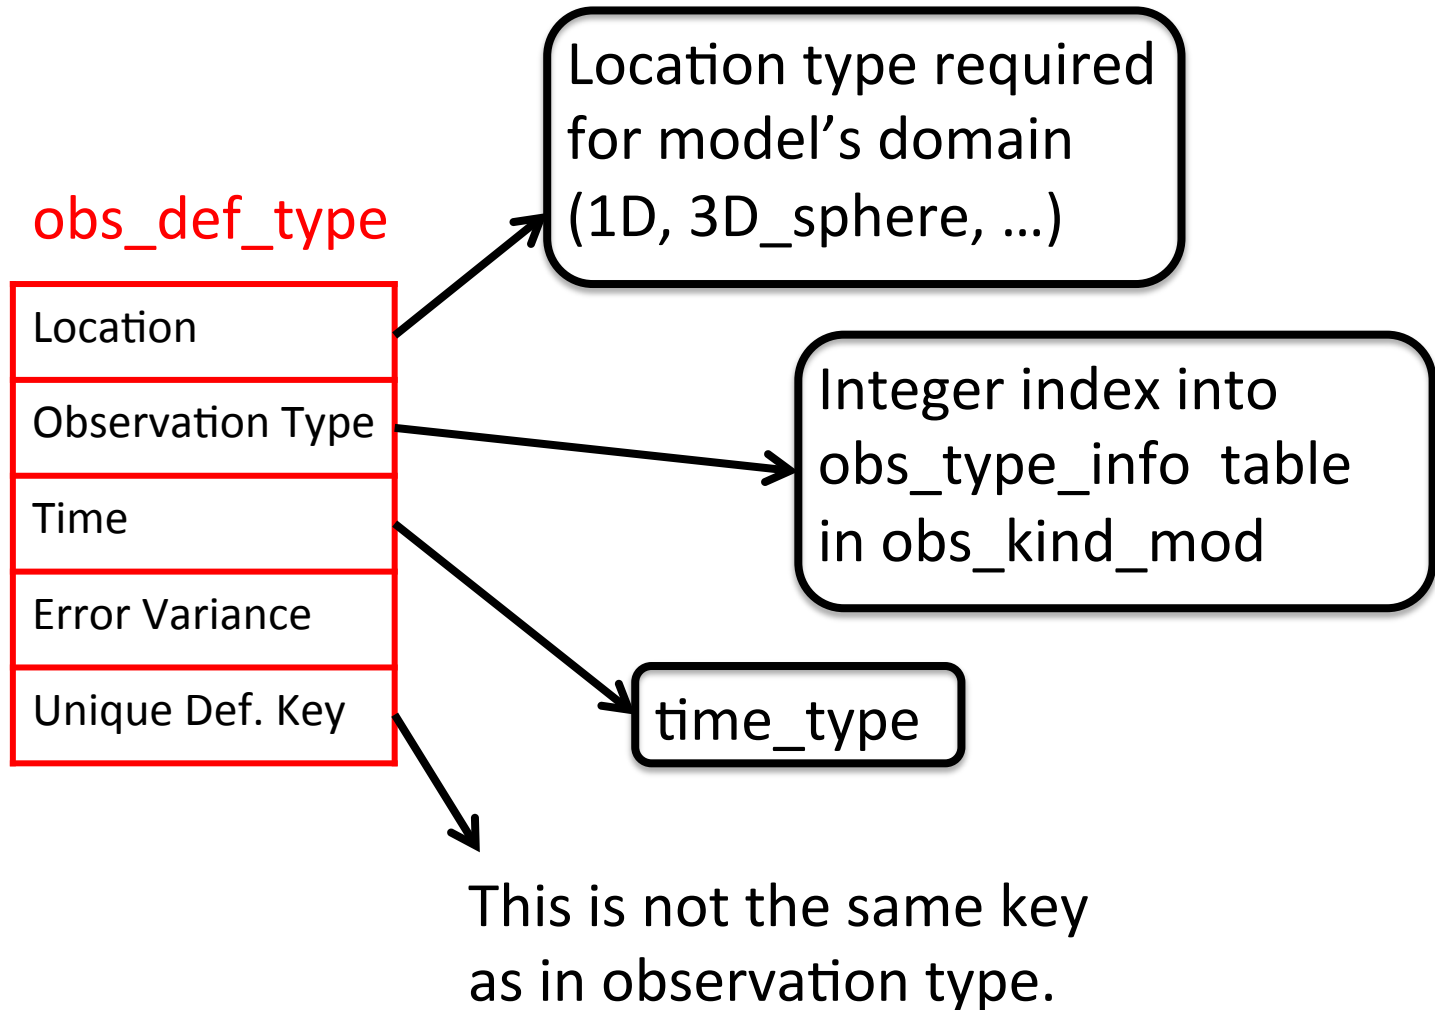 Location type required
for model’s domain
(1D, 3D_sphere, …)
obs_def_type
Location
Observation Type
Time
Error Variance
Unique Def. Key
Integer index into
obs_type_info  table
in obs_kind_mod
time_type
This is not the same key
as in observation type.